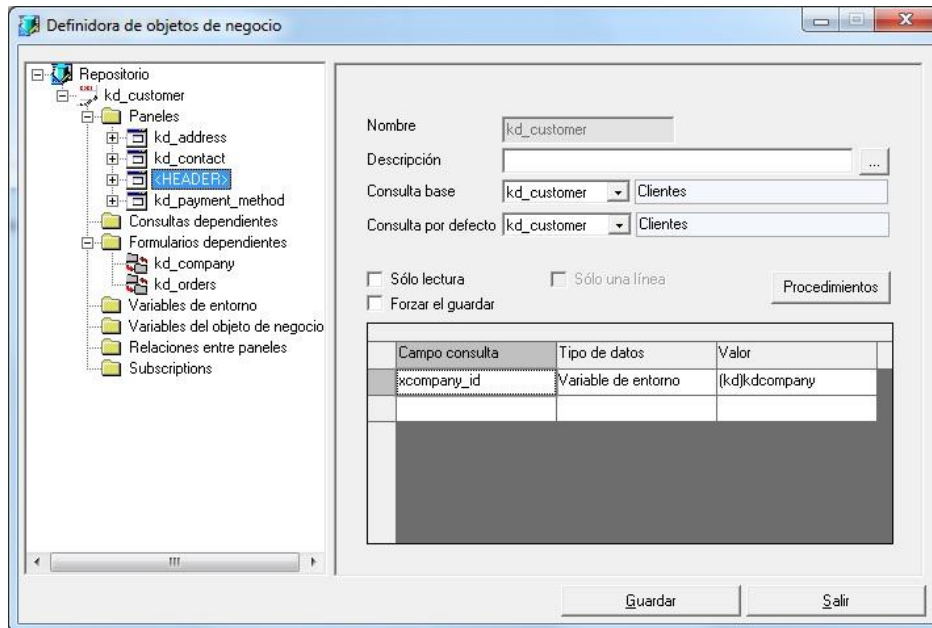 Definidora de objetos de negocio
Repositorio
kd_customer
Paneles
kd_address
kd_contact
<HEADER>
kd_payment_method
Consultas dependientes
Formularios dependientes
kd_company
kd_orders
Variables de entorno
Variables del objeto de negocio
Relaciones entre paneles
Subscriptions
Nombre kd_customer
Descripción ...
Consulta base kd_customer Clientes
Consulta por defecto kd_customer Clientes
Sólo lectura Sólo una línea
Forzar el guardar
Procedimientos
Campo consulta Tipo de datos Valor
xcompany_id Variable de entorno (kd)kdcompany
Guardar Salir